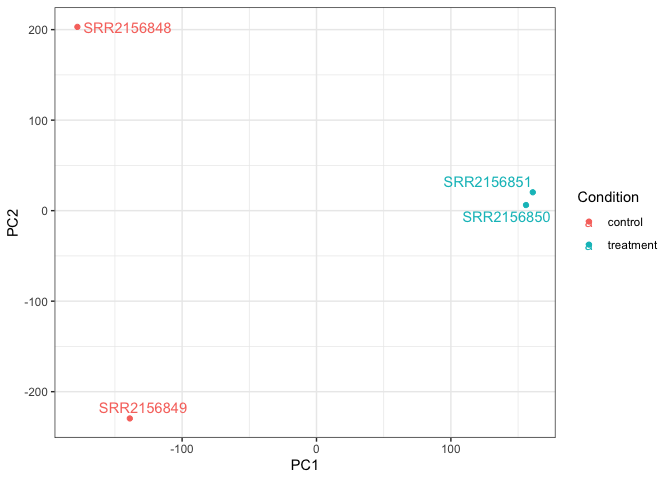 200
100
0
-100
-200
PC2
SRR2156848
SRR2156851
SRR2156850
SRR2156849
-100
0
100
PC1
Condition
a control
a treatment